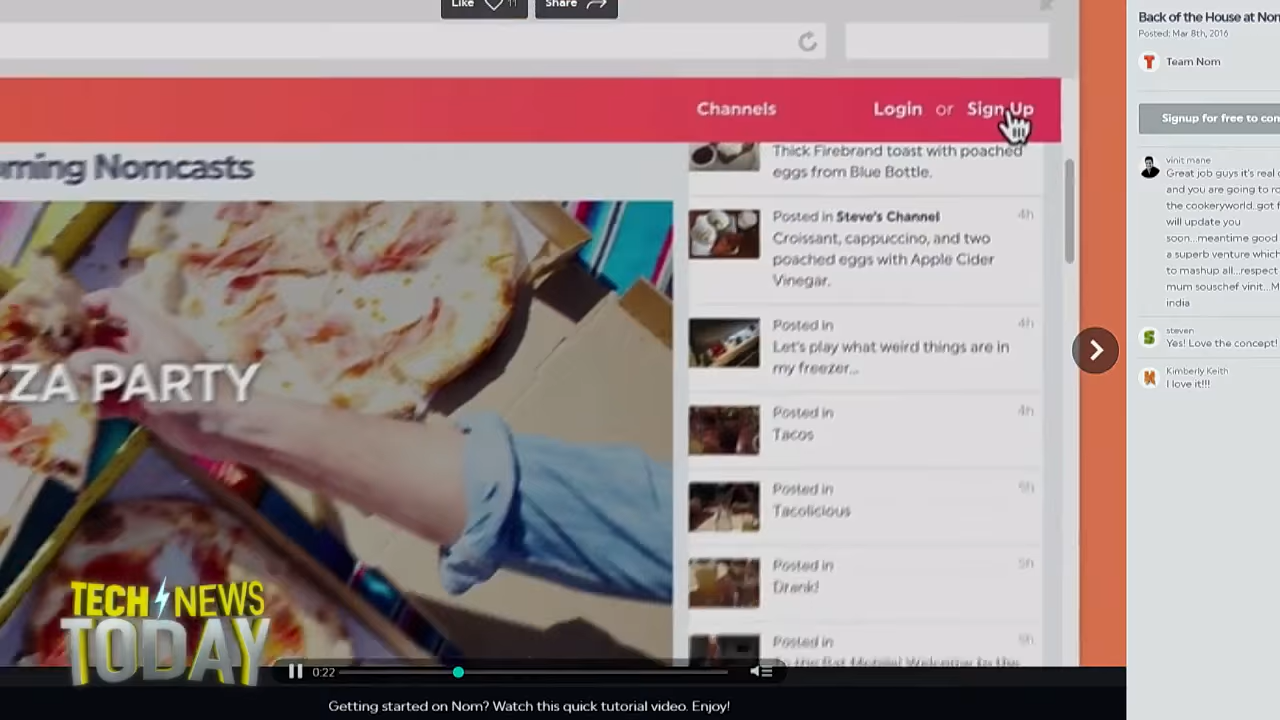 Like 11 Share
Channels Login or Sign Up
oming Nomcasts
ZZA PARTY
Thick Firebrand toast with poached
eggs from Blue Bottle.
Posted in Steve's Channel 4h
Croissant, cappuccino, and two
poached eggs with Apple Cider
Vinegar.
Posted in 4h
Let's play what weird things are in
my freezer...
Posted in 4h
Tacos
Posted in 5h
Tacolicious
Posted in 5h
Drank!
Posted in 5h
TECH NEWS
TODAY
0:22
Getting started on Nom? Watch this quick tutorial video. Enjoy!
Back of the House at Nom
Posted: Mar 8th, 2016
Team Nom
Signup for free to com
vinit mane
Great job guys it's real
and you are going to
the cookeryworld..got
will update you
soon...meantime good
a superb venture which
to mashup all...respect
mum souschef vinit...M
india
steven
Yes! Love the concept!
Kimberly Keith
I love it!!!